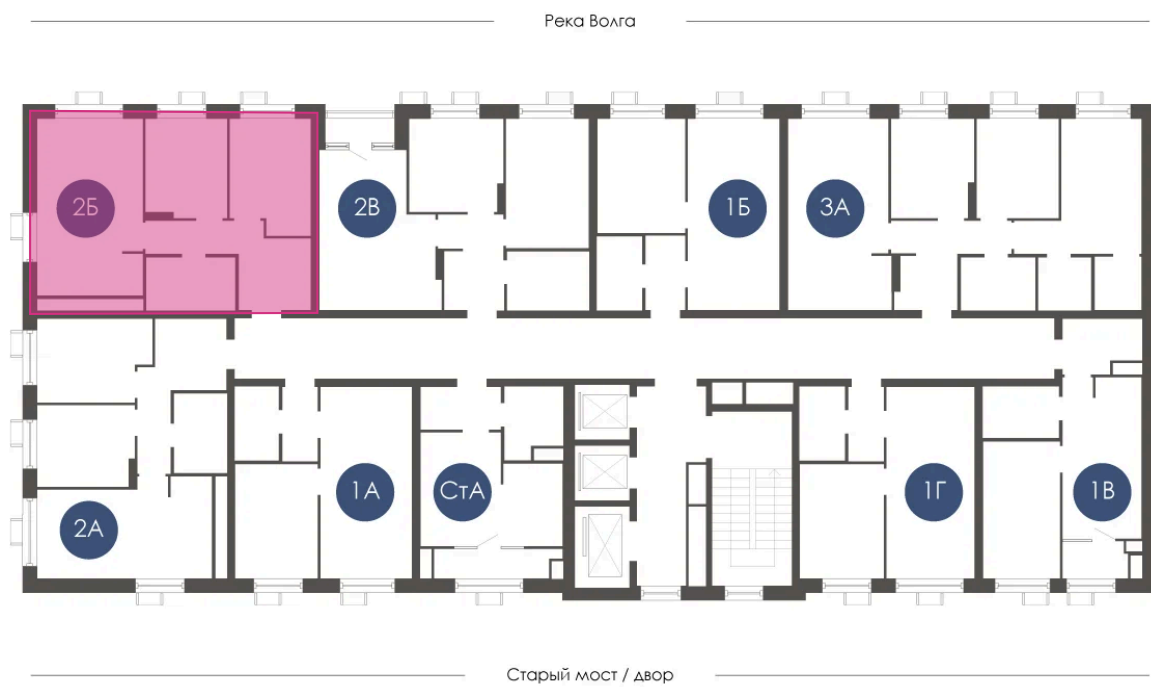 Река Волга
2Б
2В
1Б
3А
2А
1А
СтА
1Г
1В
Старый мост / двор